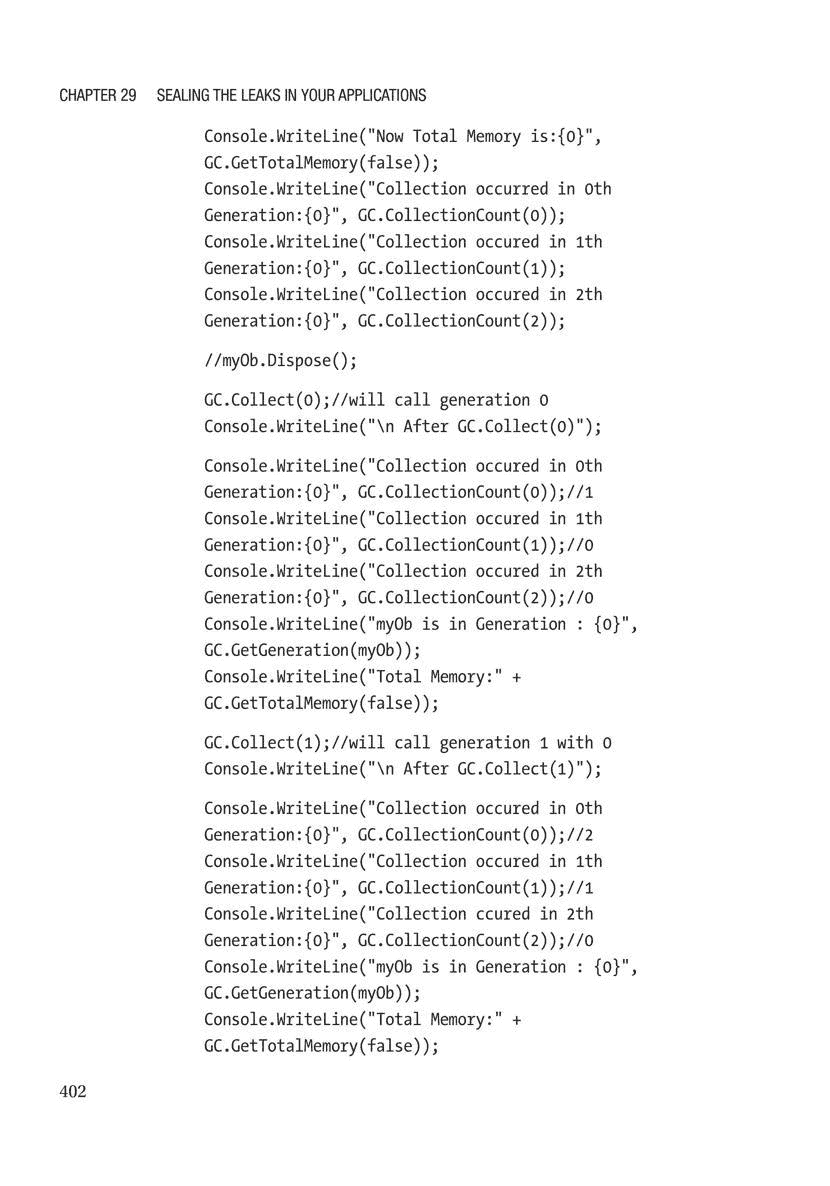 CHAPTER 29 SEALING THE LEAKS IN YOUR APPLICATIONS
Console.WriteLine("Now Total Memory is:{0}",
GC.GetTotalMemory(false));
Console.WriteLine("Collection occurred in 0th
Generation:{0}", GC.CollectionCount(0));
Console.WriteLine("Collection occured in 1th
Generation:{0}", GC.CollectionCount(1));
Console.WriteLine("Collection occured in 2th
Generation:{0}", GC.CollectionCount(2));
//myOb.Dispose();
GC.Collect(0);//will call generation 0
Console.WriteLine("\n After GC.Collect(0)");
Console.WriteLine("Collection occured in 0th
Generation:{0}", GC.CollectionCount(0));//1
Console.WriteLine("Collection occured in 1th
Generation:{0}", GC.CollectionCount(1));//0
Console.WriteLine("Collection occured in 2th
Generation:{0}", GC.CollectionCount(2));//0
Console.WriteLine("myOb is in Generation : {0}",
GC.GetGeneration(myOb));
Console.WriteLine("Total Memory:" +
GC.GetTotalMemory(false));
GC.Collect(1);//will call generation 1 with 0
Console.WriteLine("\n After GC.Collect(1)");
Console.WriteLine("Collection occured in 0th
Generation:{0}", GC.CollectionCount(0));//2
Console.WriteLine("Collection occured in 1th
Generation:{0}", GC.CollectionCount(1));//1
Console.WriteLine("Collection ccured in 2th
Generation:{0}", GC.CollectionCount(2));//0
Console.WriteLine("myOb is in Generation : {0}",
GC.GetGeneration(myOb));
Console.WriteLine("Total Memory:" +
GC.GetTotalMemory(false));
402